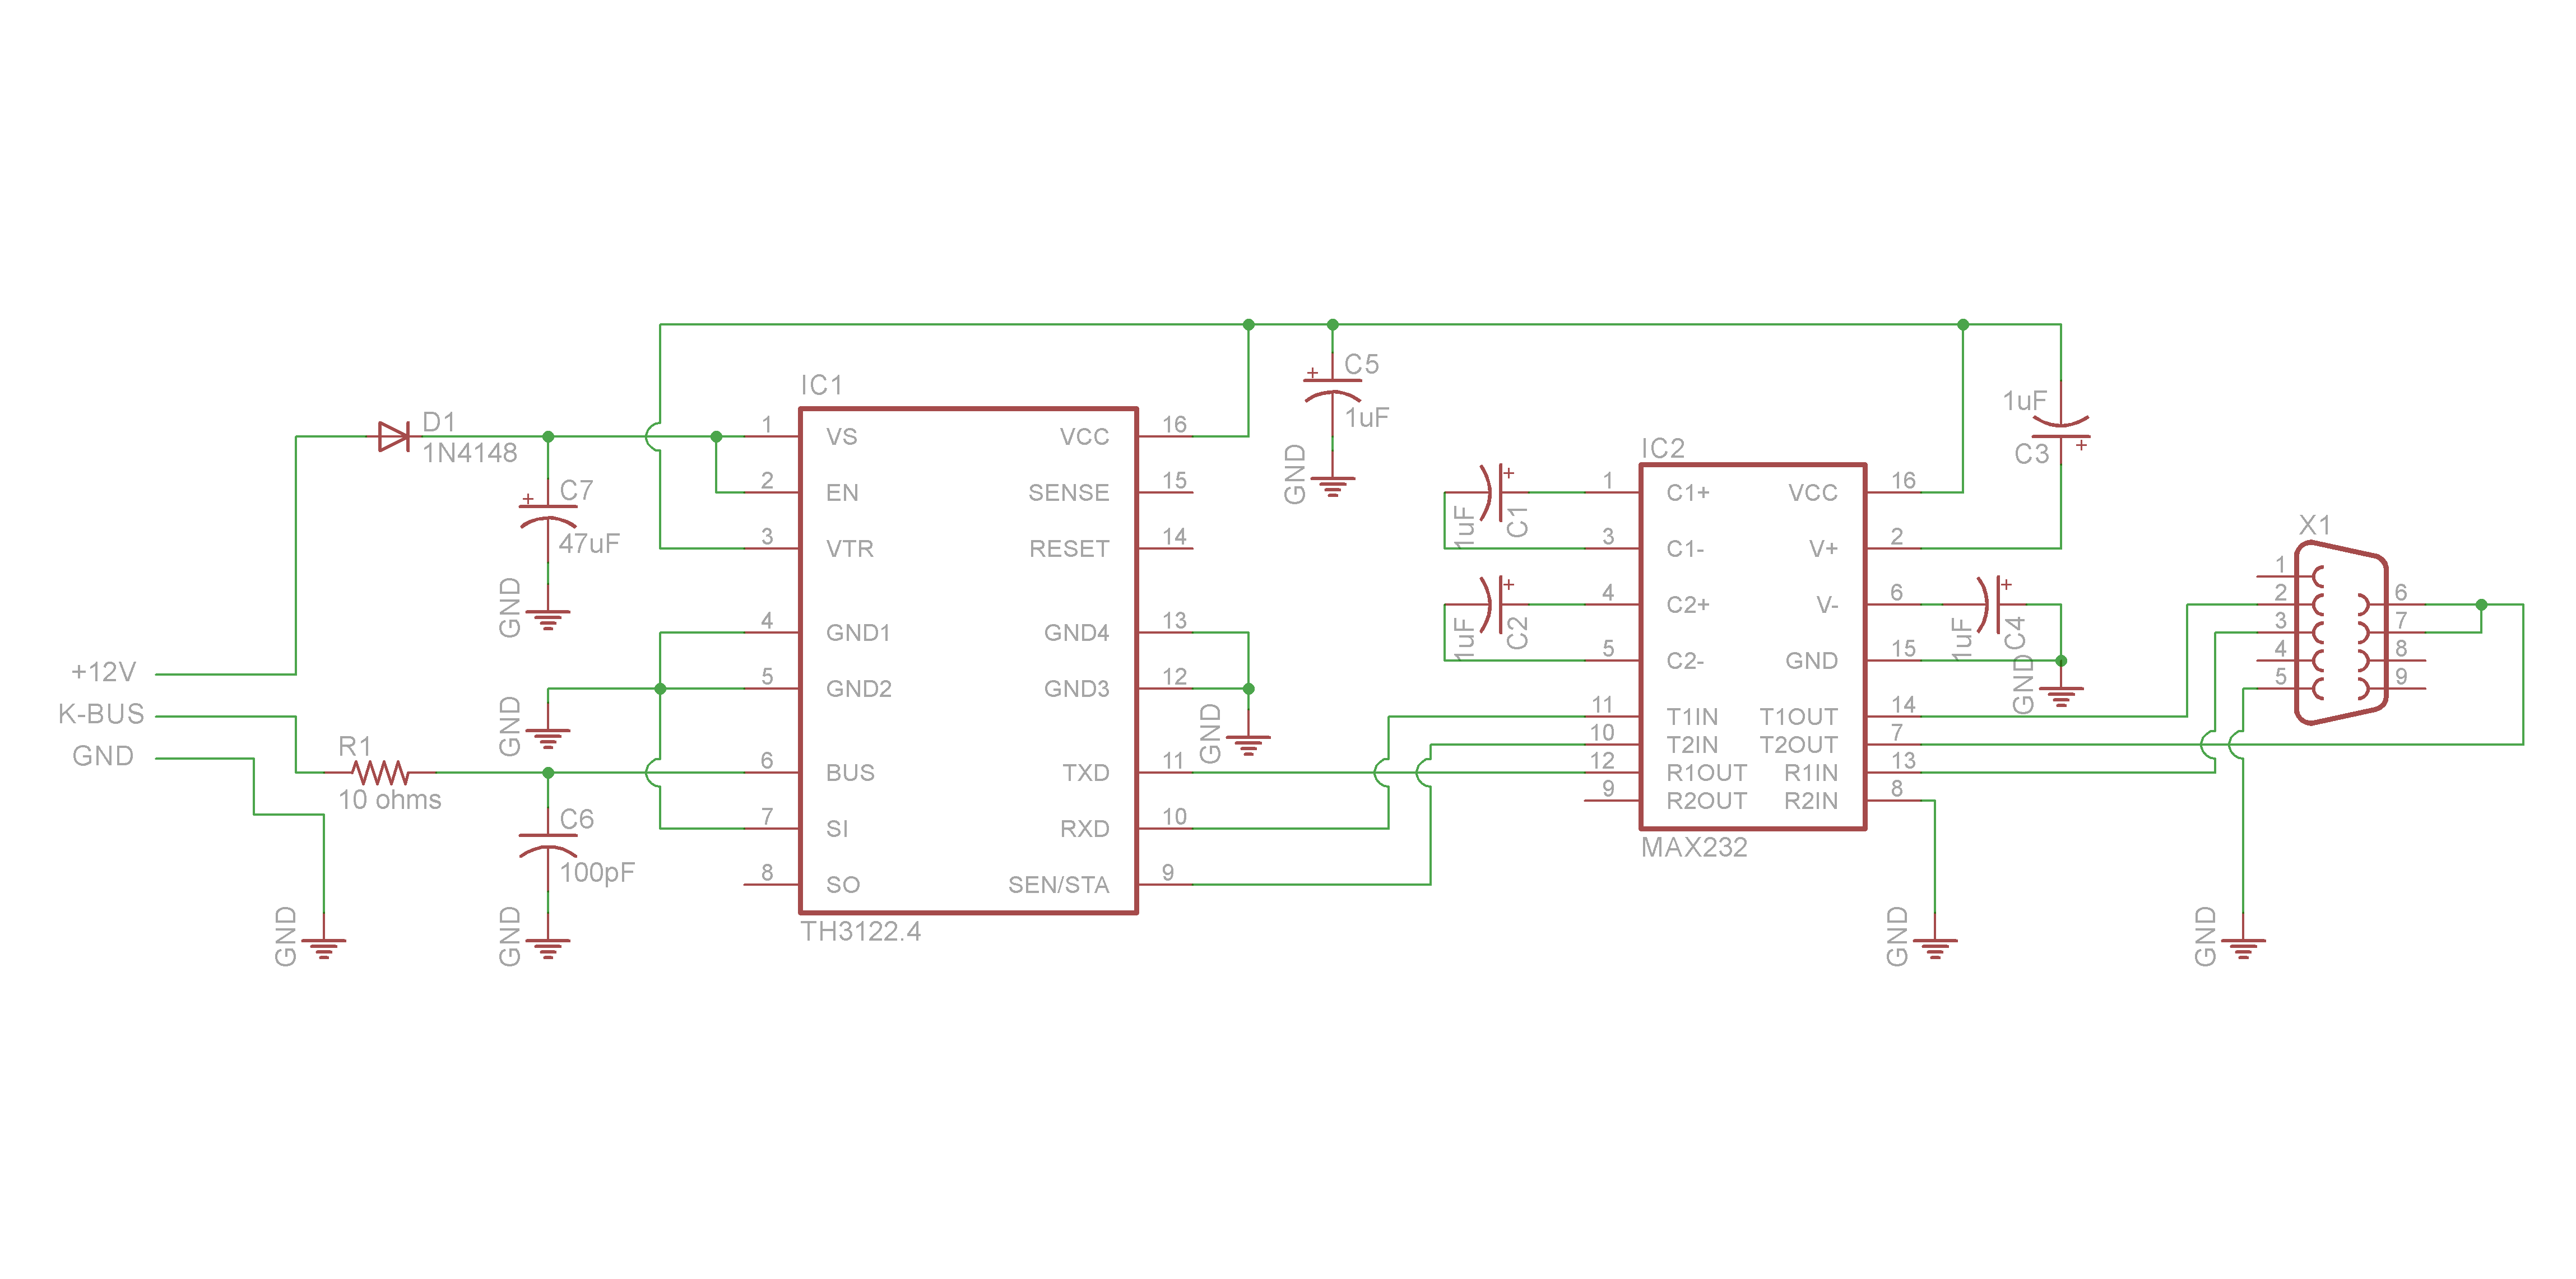 +12V
K-BUS
GND
GND
D1
1N4148
+
C7
47uF
GND
GND
R1
10 ohms
C6
100pF
GND
IC1
1 VS VCC 16
2 EN SENSE 15
3 VTR RESET 14
4 GND1 GND4 13
5 GND2 GND3 12
6 BUS TXD 11
7 SI RXD 10
8 SO SEN/STA 9
TH3122.4
GND
+
C5
1uF
GND
+
1uF
C1
+
1uF
C2
IC2
1 C1+ VCC 16
3 C1- V+ 2
4 C2+ V- 6
5 C2- GND 15
11 T1IN T1OUT 14
10 T2IN T2OUT 7
12 R1OUT R1IN 13
9 R2OUT R2IN 8
MAX232
1uF
C3
+
+
1uF
C4
GND
GND
X1
1
2 6
3 7
4 8
5 9
GND